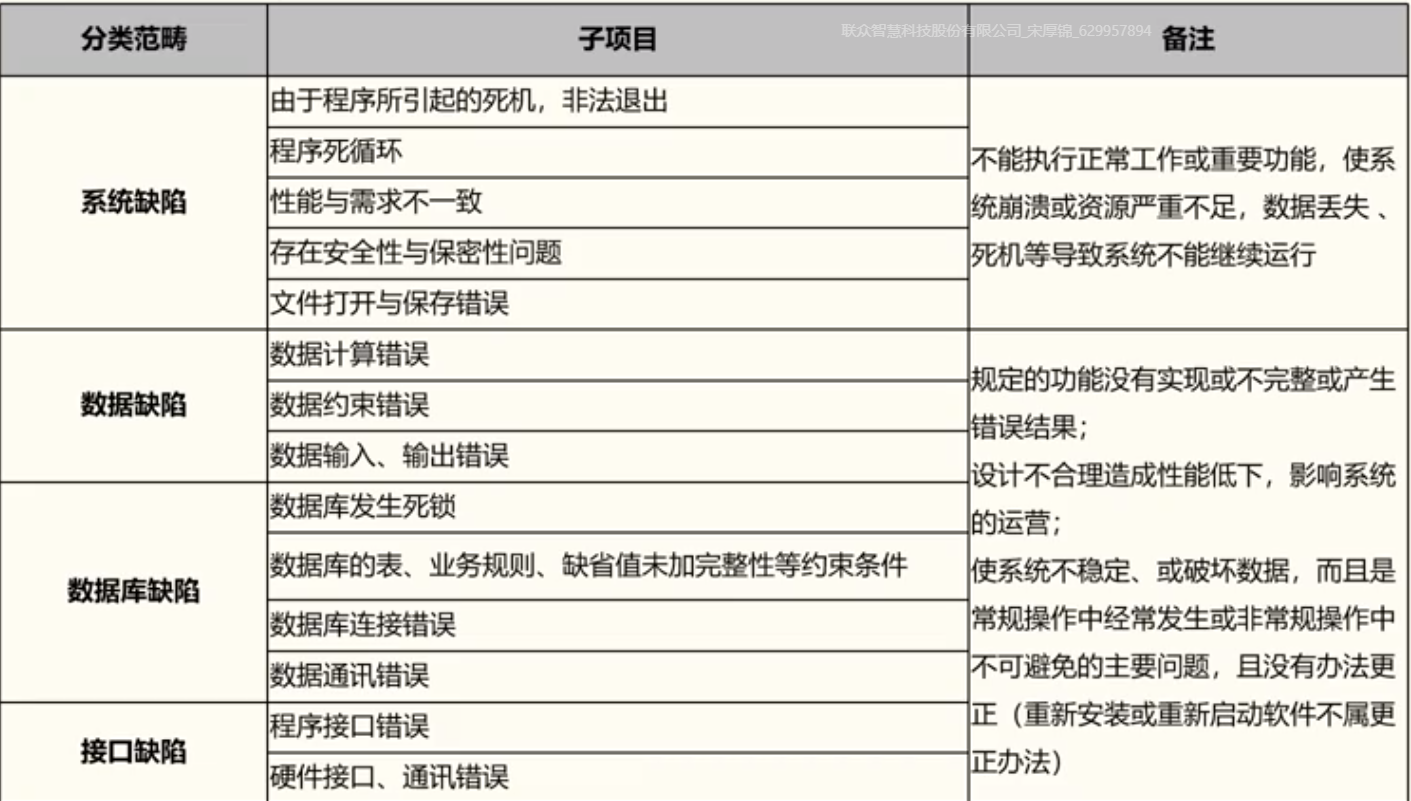 分类范畴
子项目
联众智慧科技股份有限公司_宋厚锦_629957894
备注
系统缺陷
由于程序所引起的死机，非法退出
程序死循环
性能与需求不一致
存在安全性与保密性问题
文件打开与保存错误
不能执行正常工作或重要功能，使系
统崩溃或资源严重不足，数据丢失、
死机等导致系统不能继续运行
数据缺陷
数据计算错误
数据约束错误
数据输入、输出错误
数据库缺陷
数据库发生死锁
数据库的表、业务规则、缺省值未加完整性等约束条件
数据库连接错误
数据通讯错误
接口缺陷
程序接口错误
硬件接口、通讯错误
规定的功能没有实现或不完整或产生
错误结果；
设计不合理造成性能低下，影响系统
的运营；
使系统不稳定、或破坏数据，而且是
常规操作中经常发生或非常规操作中
不可避免的主要问题，且没有办法更
正（重新安装或重新启动软件不属更
正办法）